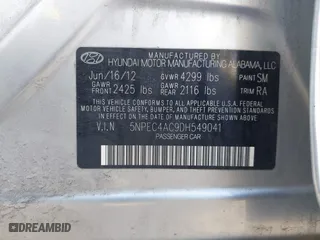 MANUFACTURED BY
HYUNDAI MOTOR MANUFACTURING ALABAMA, LLC
Jun/16/12 GVWR 4299 lbs PAINT SM
GAWR FRONT 2425 lbs GAWR REAR 2116 lbs TRIM RA
THIS VEHICLE CONFORMS TO ALL APPLICABLE FEDERAL MOTOR
VEHICLE SAFETY, BUMPER, AND THEFT PREVENTION STANDARDS
IN EFFECT ON THE DATE OF MANUFACTURE SHOWN ABOVE.
V.I.N 5NPEC4AC9DH549041
PASSENGER CAR
DREAMBID.COM